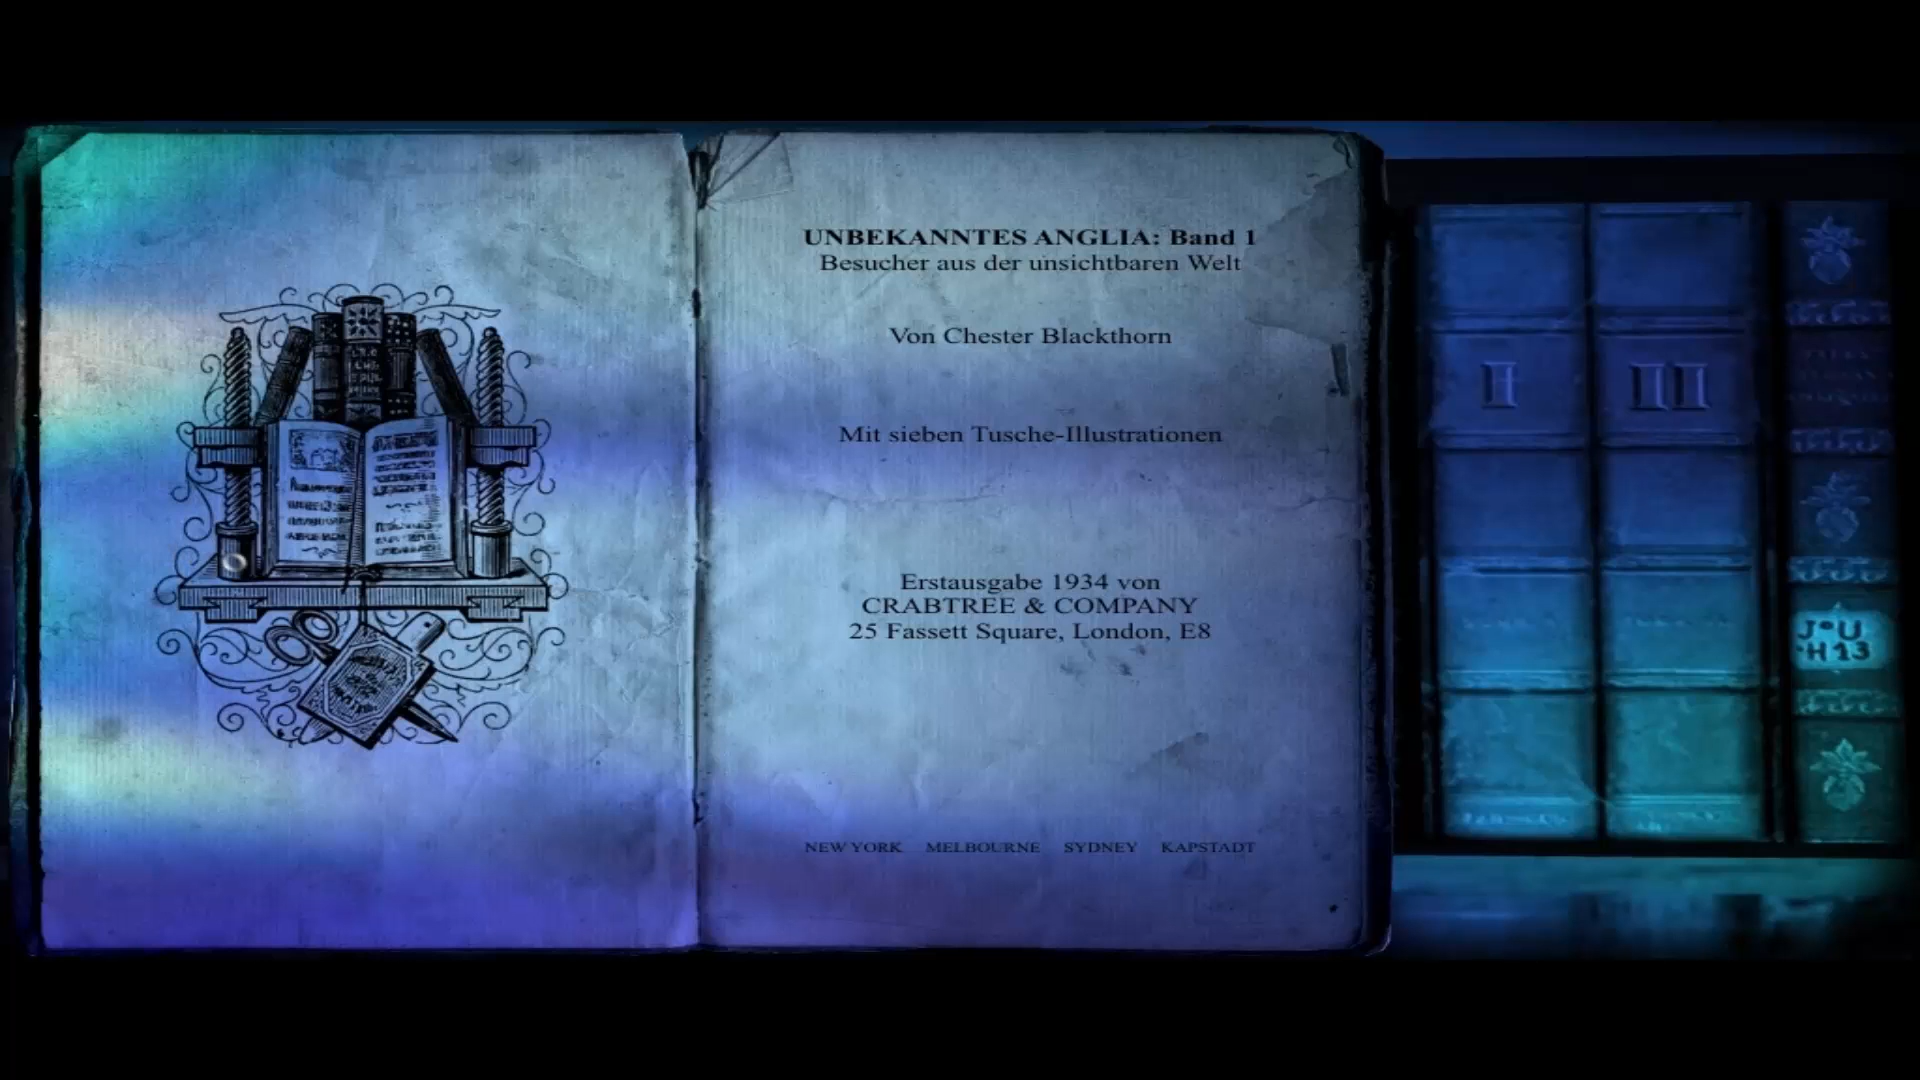 UNBEKANNTES ANGLIA: Band 1
Besucher aus der unsichtbaren Welt
Von Chester Blackthorn
Mit sieben Tusche-Illustrationen
Erstausgabe 1934 von
CRABTREE & COMPANY
25 Fassett Square, London, E8
NEW YORK MELBOURNE SYDNEY KAPSTADT
I
II
J•U
•H 13